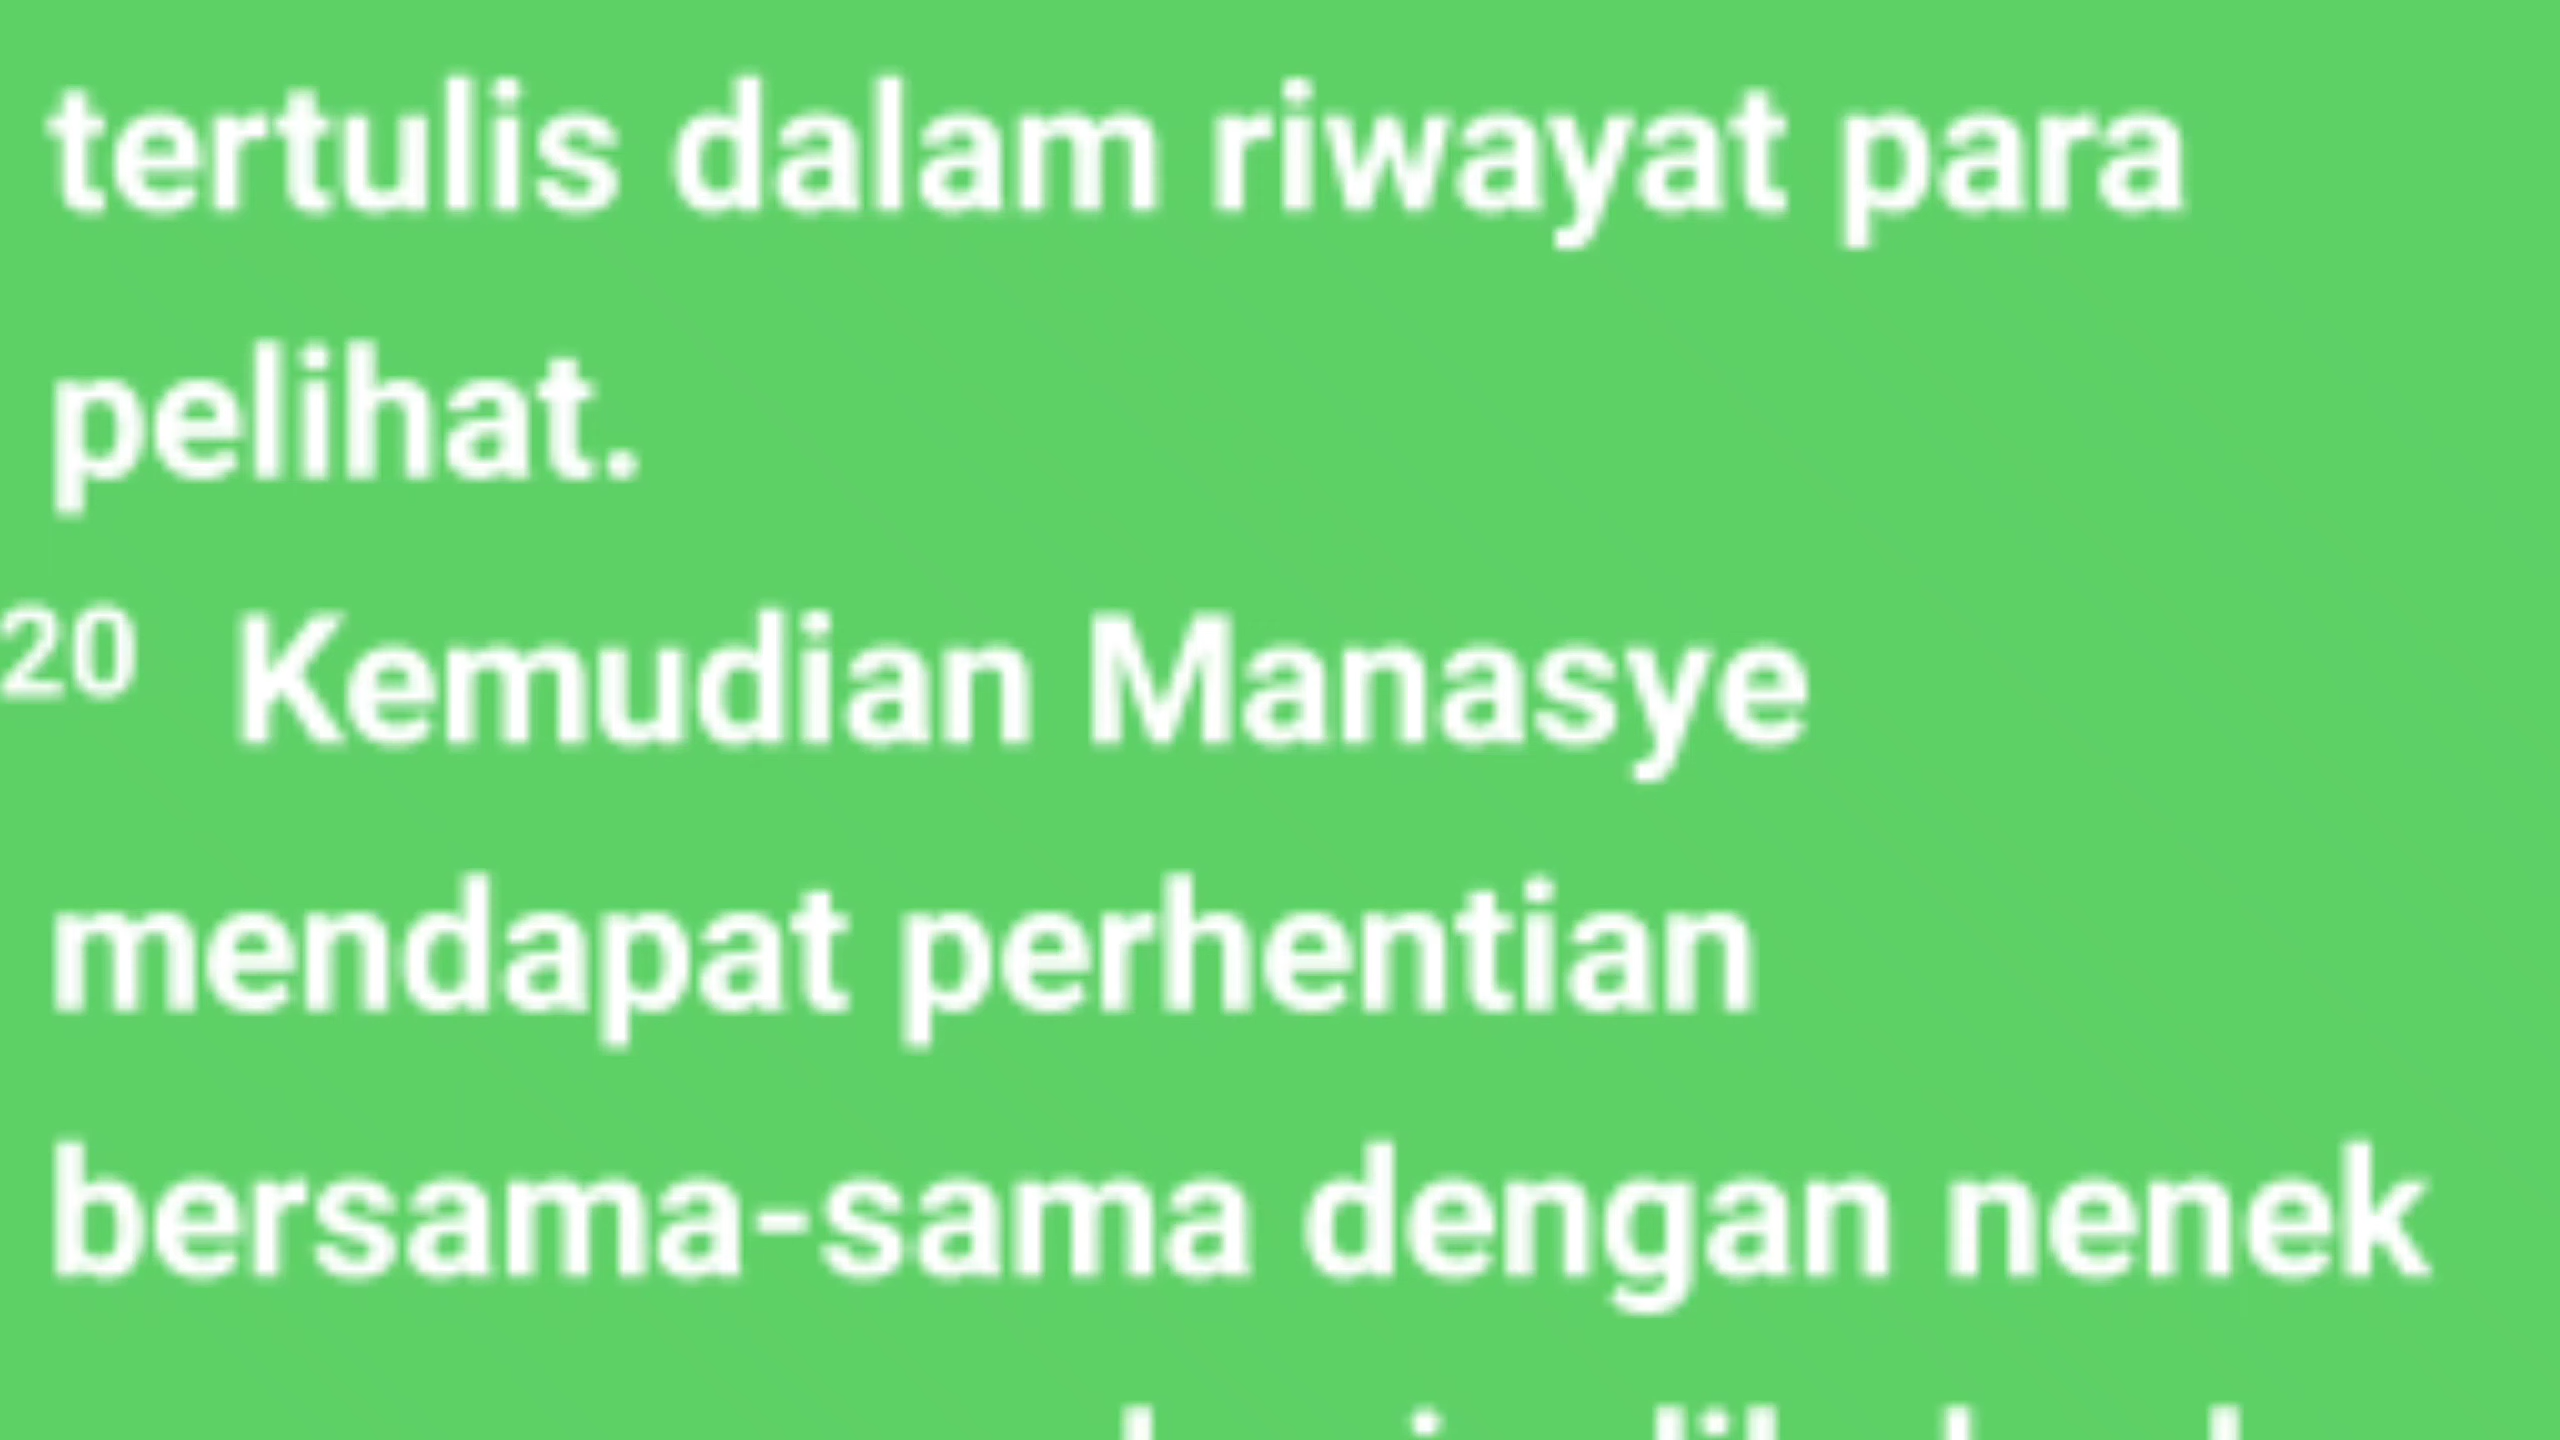 tertulis dalam riwayat para
pelihat.
20 Kemudian Manasye
mendapat perhentian
bersama-sama dengan nenek